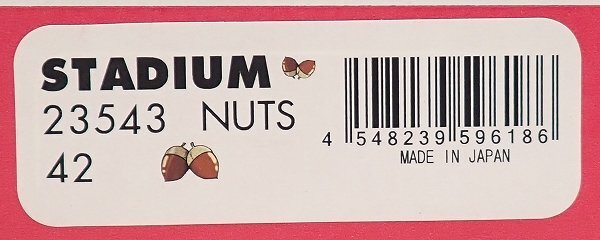 STADIUM
23543 NUTS
42
4 548239 596186
MADE IN JAPAN